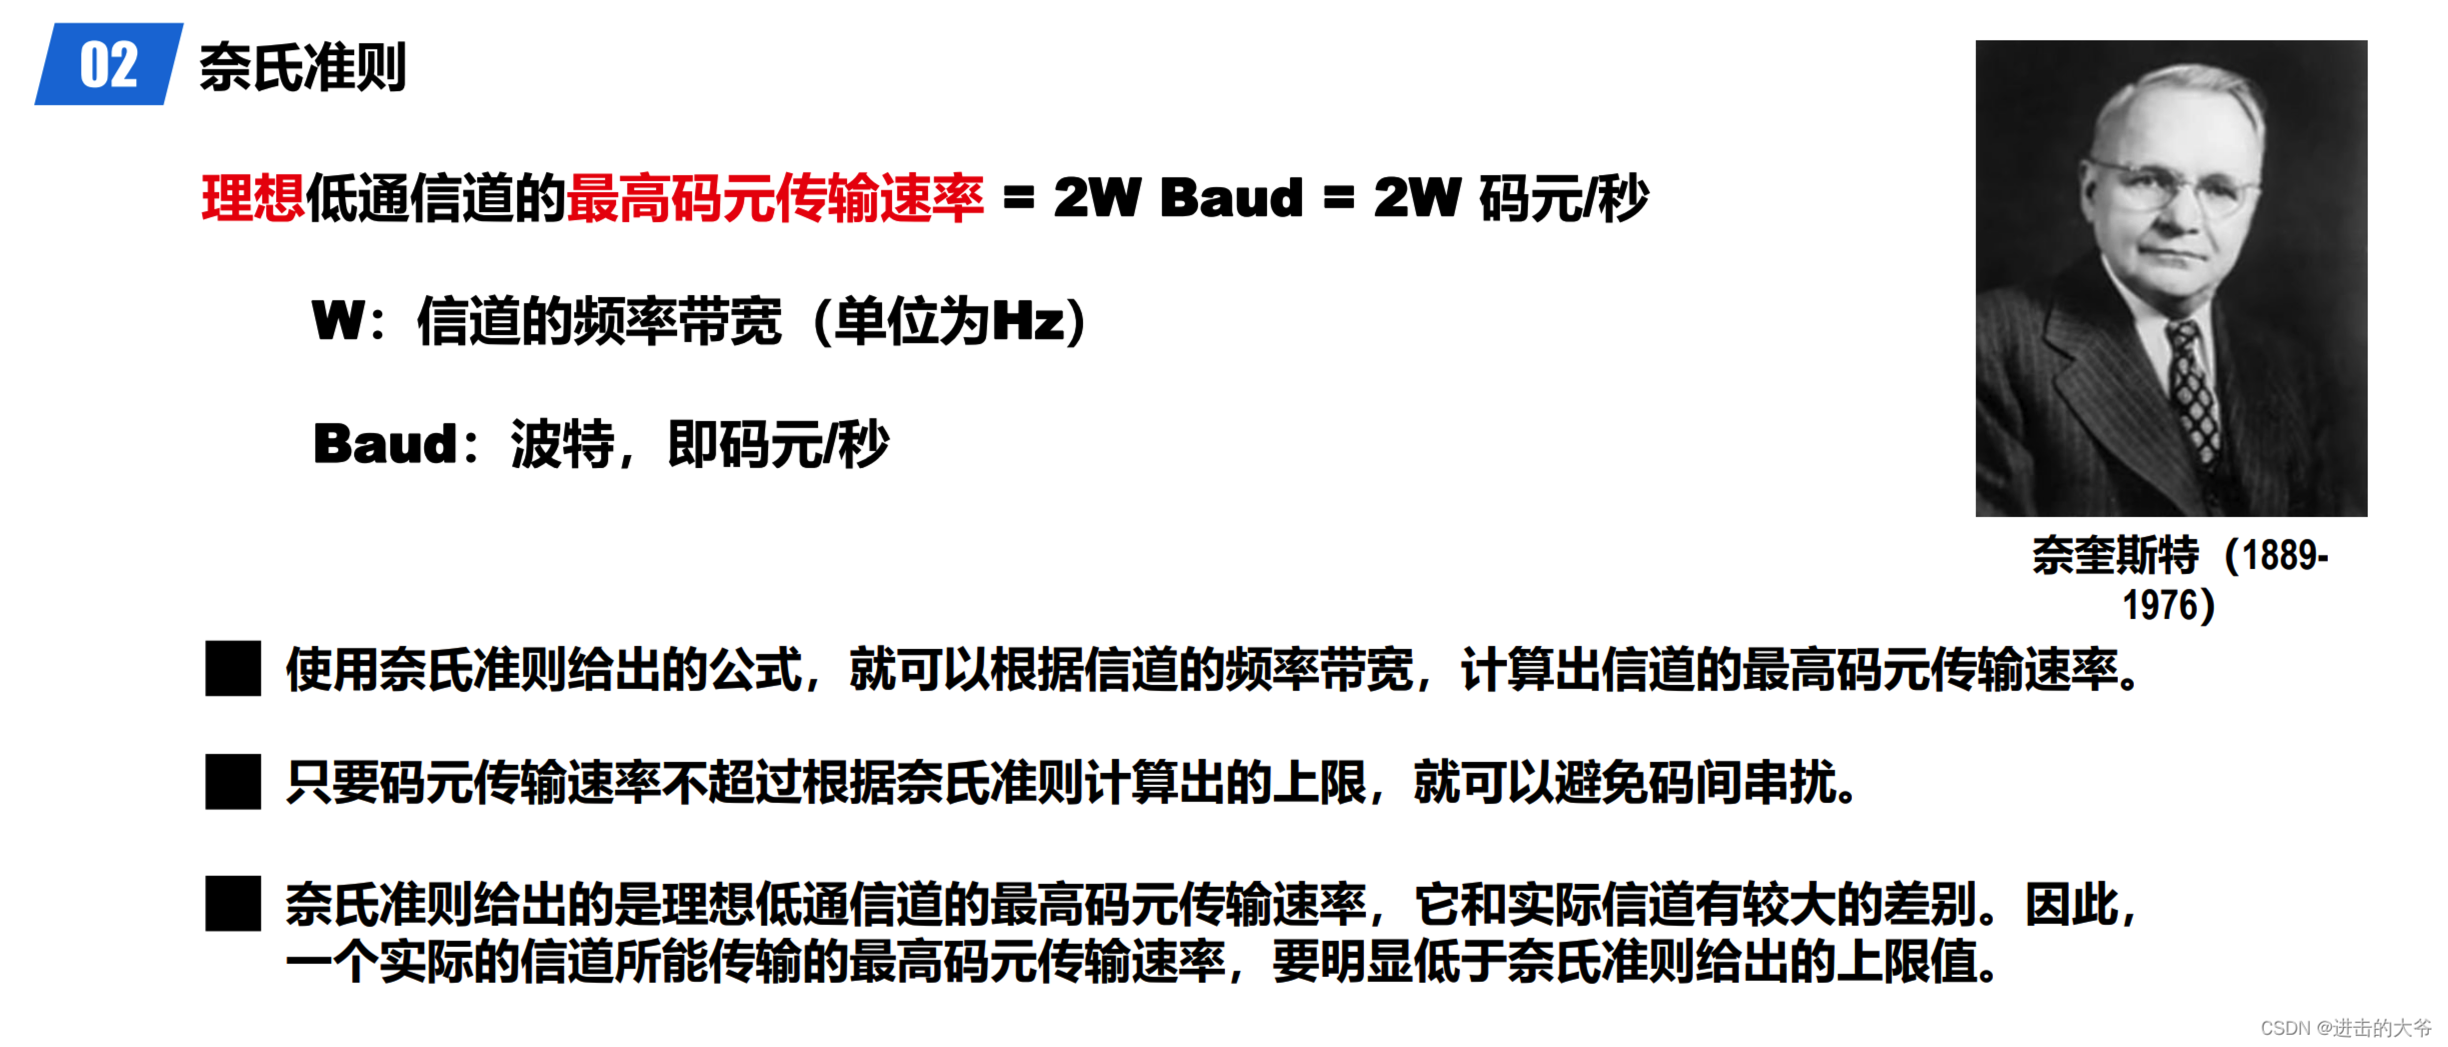 02 奈氏准则
理想低通信道的最高码元传输速率 = 2W Baud = 2W 码元/秒
W：信道的频率带宽（单位为Hz）
Baud：波特，即码元/秒
奈奎斯特（1889-
1976）
使用奈氏准则给出的公式，就可以根据信道的频率带宽，计算出信道的最高码元传输速率。
只要码元传输速率不超过根据奈氏准则计算出的上限，就可以避免码间串扰。
奈氏准则给出的是理想低通信道的最高码元传输速率，它和实际信道有较大的差别。因此，
一个实际的信道所能传输的最高码元传输速率，要明显低于奈氏准则给出的上限值。
CSDN @进击的大爷